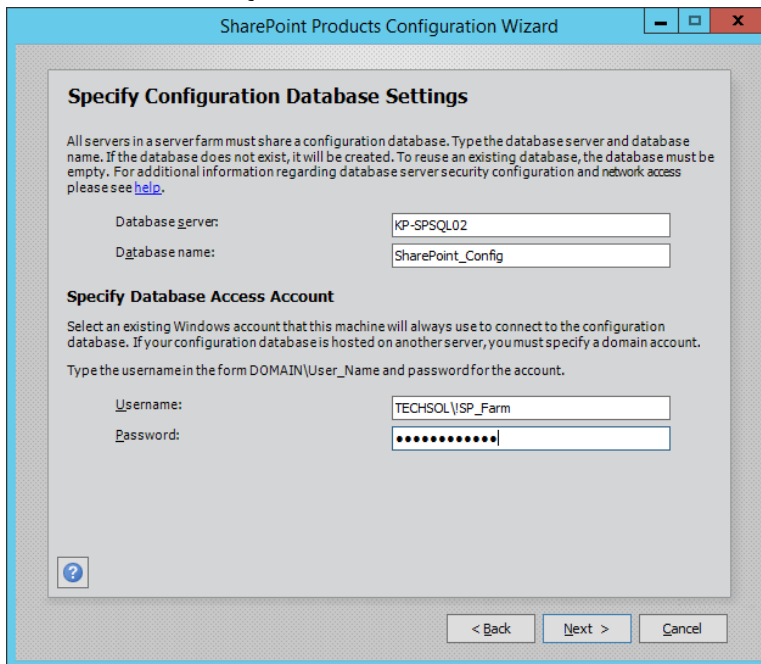 SharePoint Products Configuration Wizard
Specify Configuration Database Settings
All servers in a server farm must share a configuration database. Type the database server and database
name. If the database does not exist, it will be created. To reuse an existing database, the database must be
empty. For additional information regarding database server security configuration and network access
please see help.
Database server: KP-SPSQL02
Database name: SharePoint_Config
Specify Database Access Account
Select an existing Windows account that this machine will always use to connect to the configuration
database. If your configuration database is hosted on another server, you must specify a domain account.
Type the username in the form DOMAIN\User_Name and password for the account.
Username: TECHSOL\!SP_Farm
Password: ●●●●●●●●●●●●
?
< Back Next > Cancel